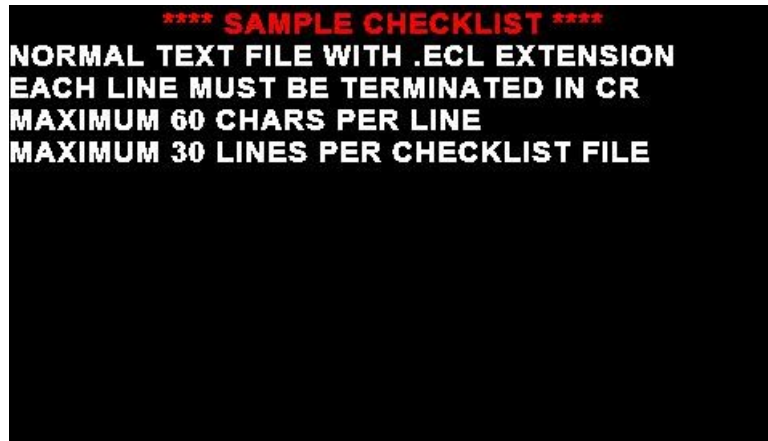 **** SAMPLE CHECKLIST ****
NORMAL TEXT FILE WITH .ECL EXTENSION
EACH LINE MUST BE TERMINATED IN CR
MAXIMUM 60 CHARS PER LINE
MAXIMUM 30 LINES PER CHECKLIST FILE